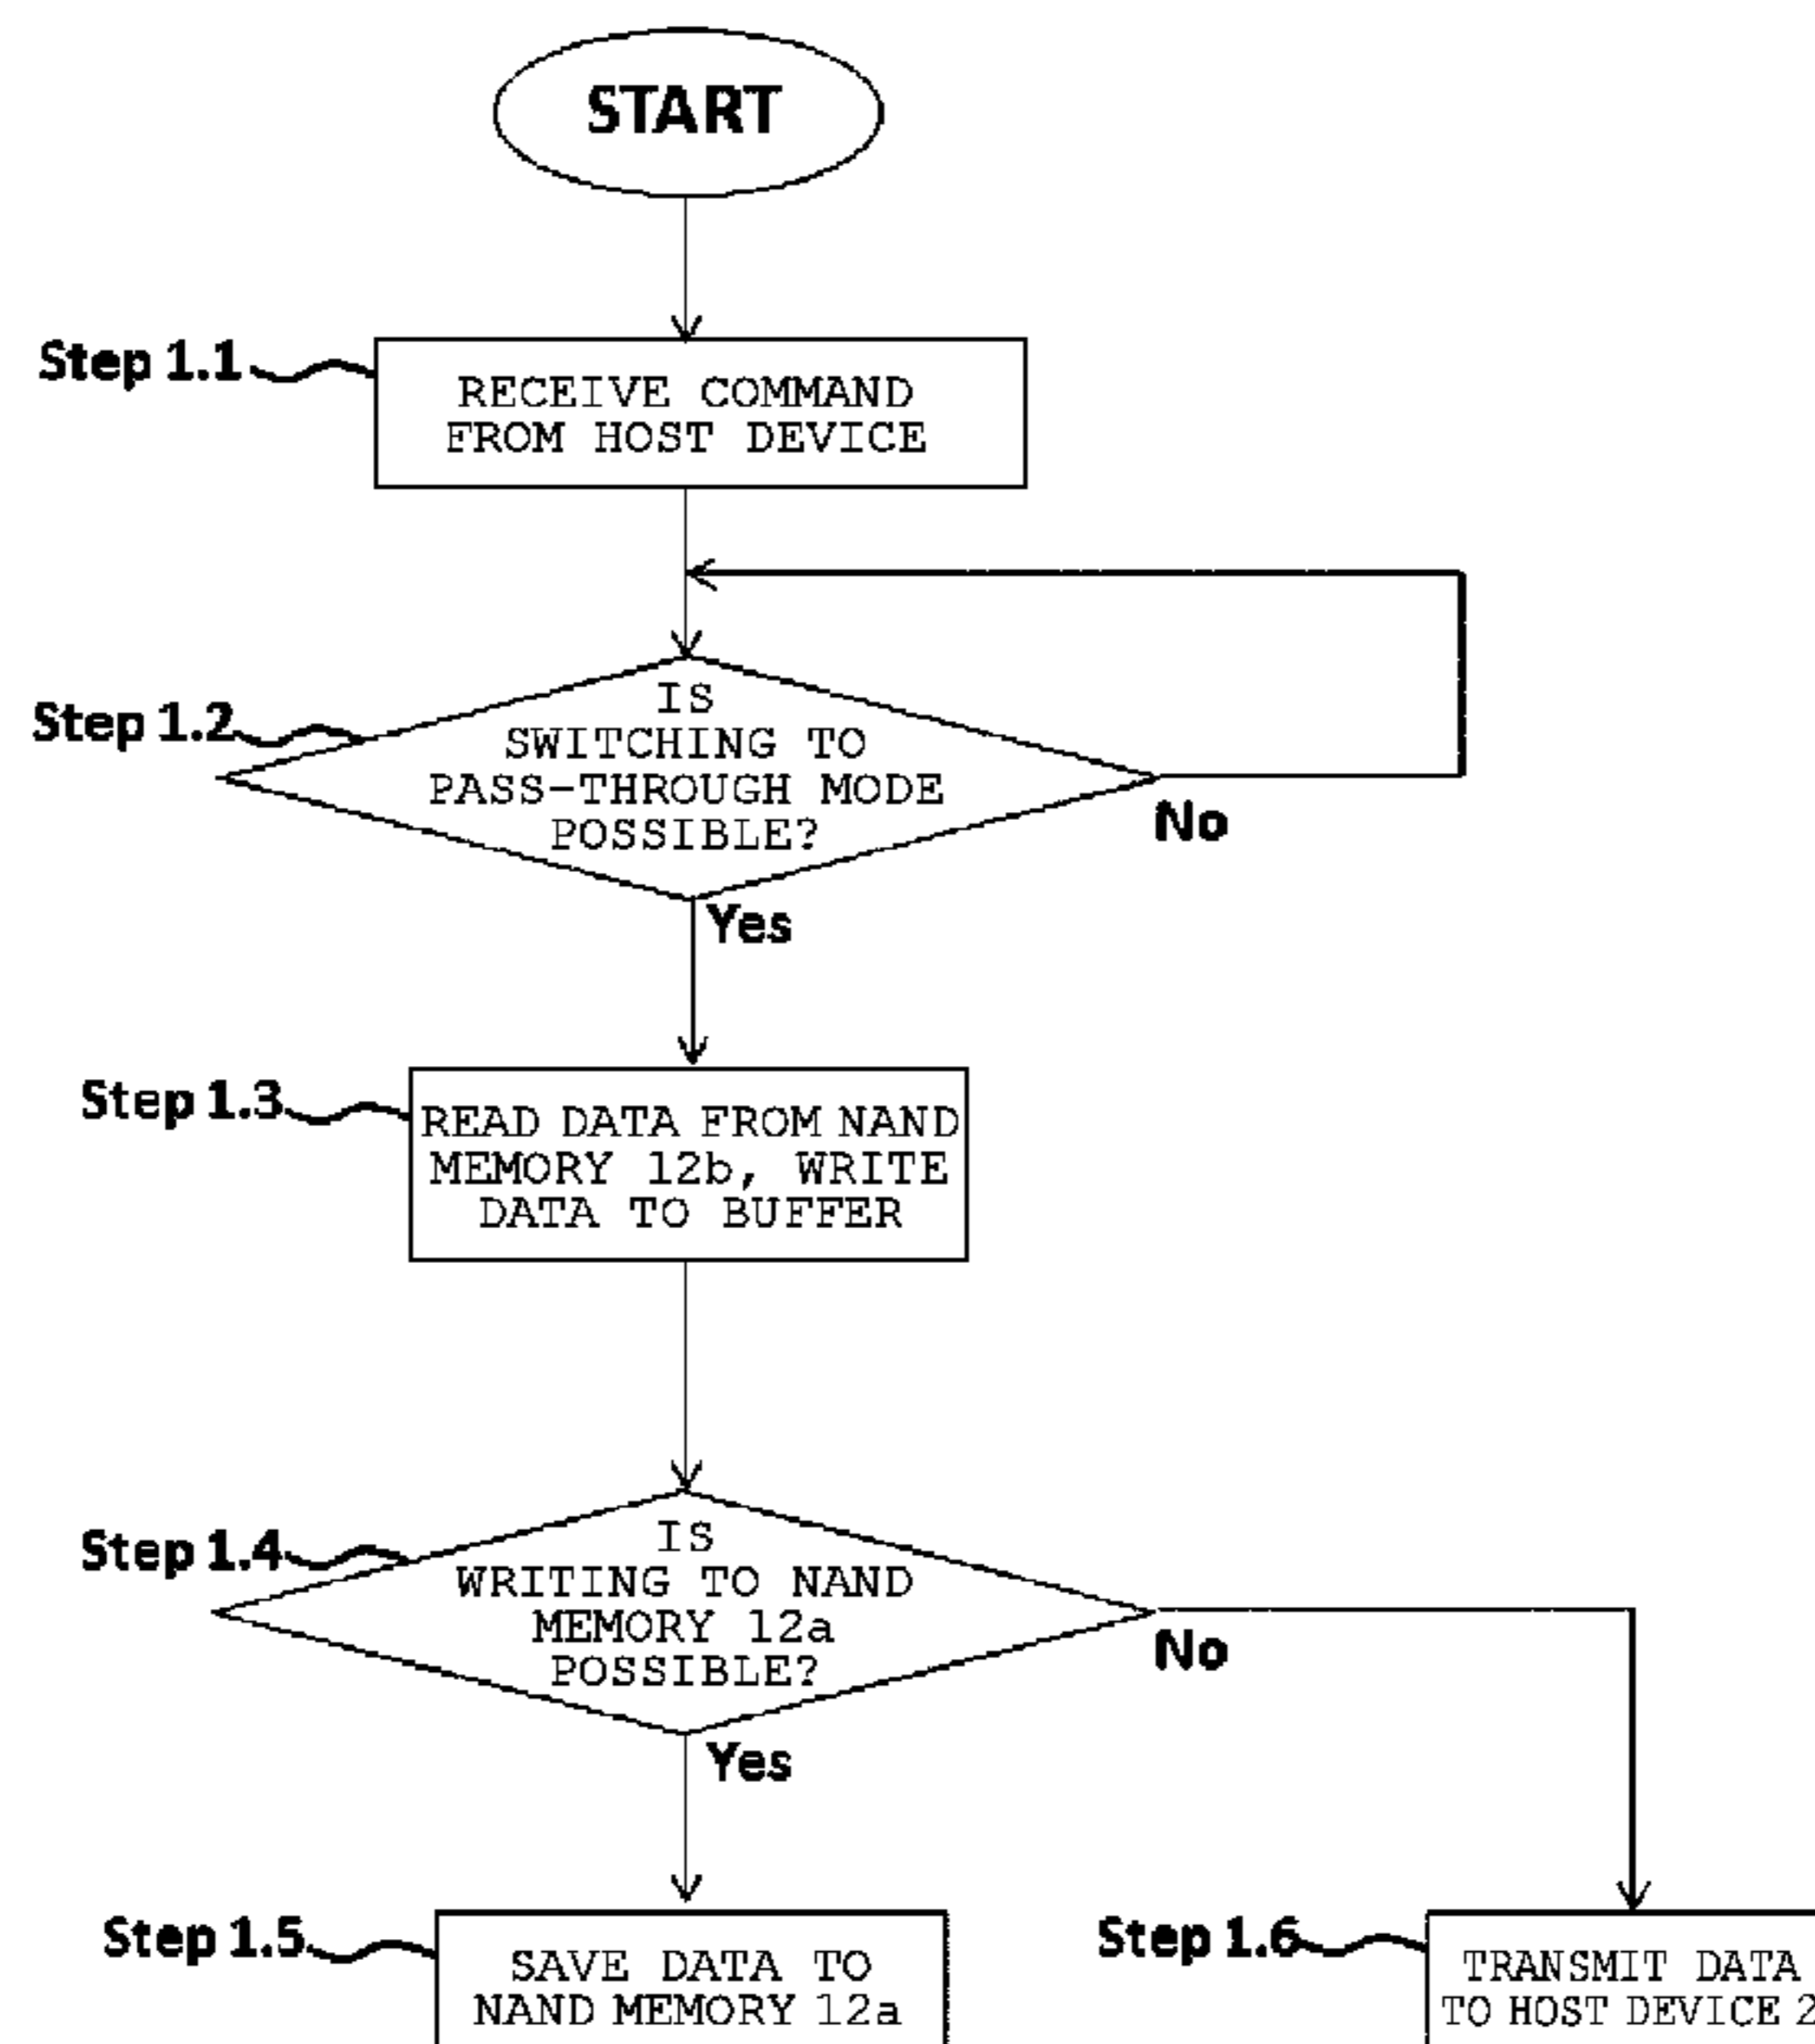 START
Step 1.1
RECEIVE COMMAND
FROM HOST DEVICE
Step 1.2
IS
SWITCHING TO
PASS-THROUGH MODE
POSSIBLE?
No
Yes
Step 1.3
READ DATA FROM NAND
MEMORY 12b, WRITE
DATA TO BUFFER
Step 1.4
IS
WRITING TO NAND
MEMORY 12a
POSSIBLE?
No
Yes
Step 1.5
SAVE DATA TO
NAND MEMORY 12a
Step 1.6
TRANSMIT DATA
TO HOST DEVICE 2